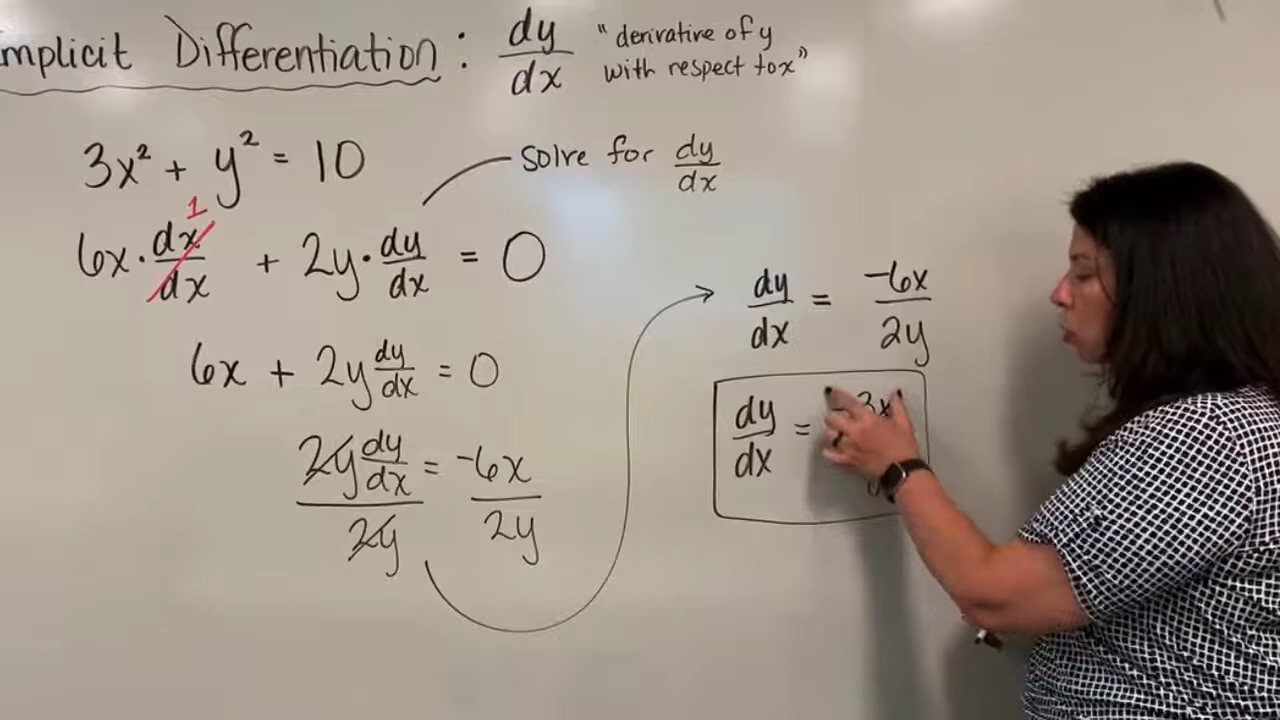 mplicit Differentiation : dy/dx "derivative of y
with respect to x"
3x² + y² = 10
solve for dy/dx
6x · dx/dx 1 + 2y · dy/dx = 0
6x + 2y dy/dx = 0
2y dy/dx / 2y = -6x / 2y
dy/dx = -6x / 2y
dy/dx = 3x